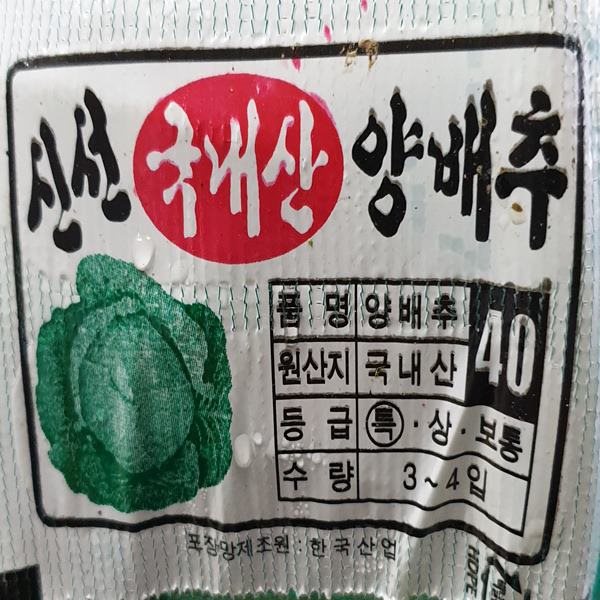 진선 국내산 양배추
품 명 양배추 40
원산지 국내산
등 급 특·상·보통
수 량 3~4입
포장망제조원 : 한국산업
HDPE